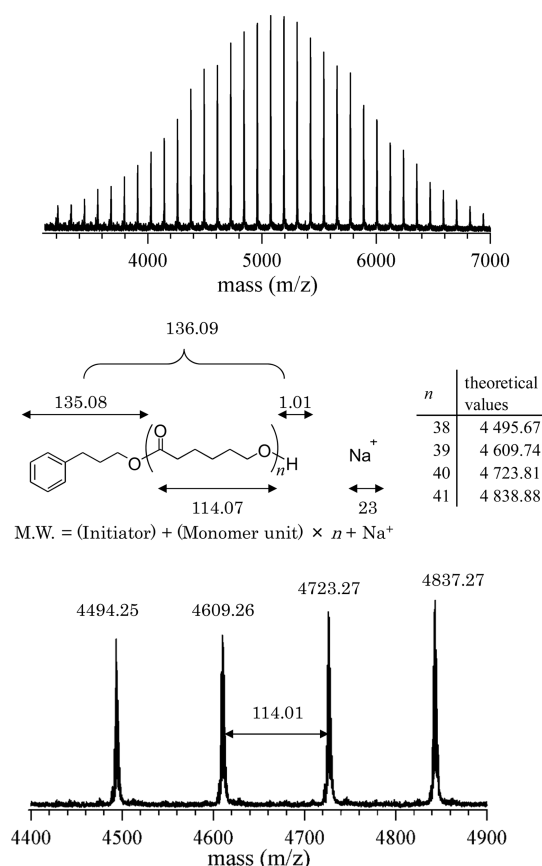 4000 5000 6000 7000
mass (m/z)
136.09
135.08 1.01
O
O O H
n
Na+
114.07 23
n theoretical values
38 4 495.67
39 4 609.74
40 4 723.81
41 4 838.88
M.W. = (Initiator) + (Monomer unit) × n + Na+
4494.25 4609.26 4723.27 4837.27
114.01
4400 4500 4600 4700 4800 4900
mass (m/z)